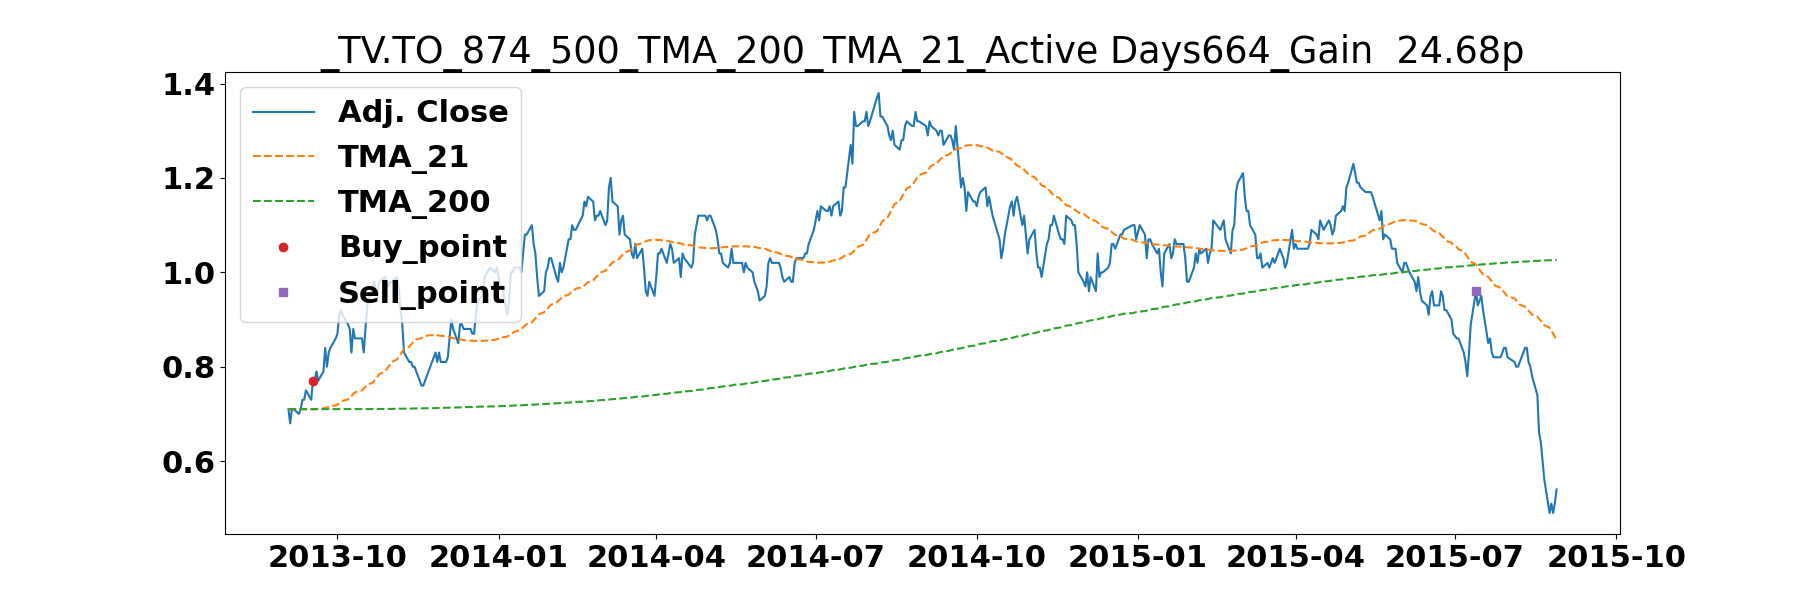 _TV.TO_874_500_TMA_200_TMA_21_Active Days664_Gain  24.68p
1.4
1.2
1.0
0.8
0.6
Adj. Close
TMA_21
TMA_200
Buy_point
Sell_point
2013-10 2014-01 2014-04 2014-07 2014-10 2015-01 2015-04 2015-07 2015-10